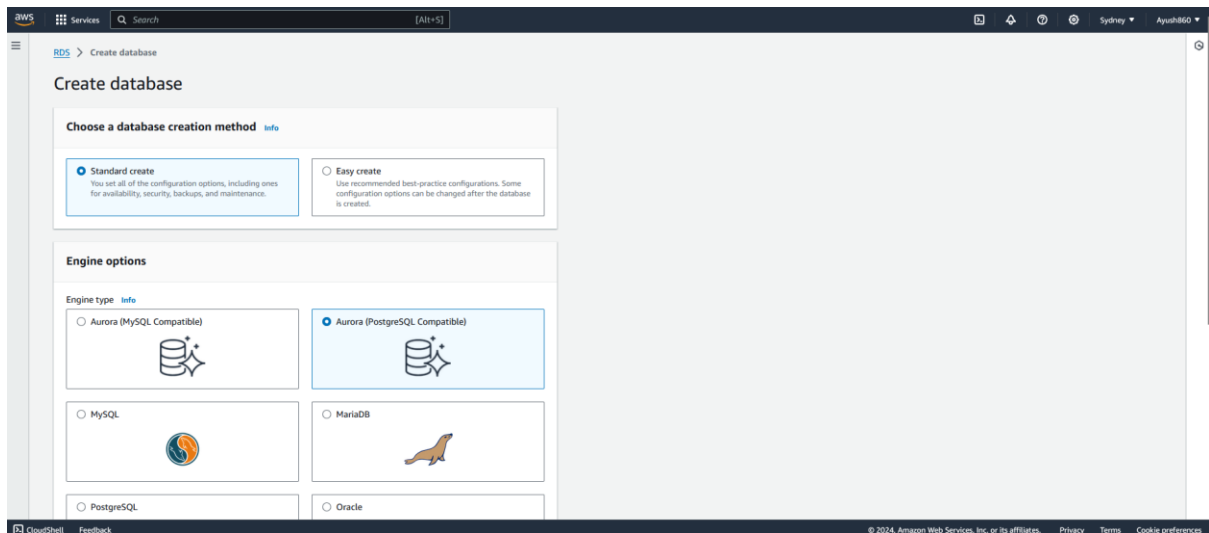 aws Services Search [Alt+S] Sydney ▼ Ayush860 ▼
RDS > Create database
Create database
Choose a database creation method Info
Standard create
You set all of the configuration options, including ones
for availability, security, backups, and maintenance.
Easy create
Use recommended best-practice configurations. Some
configuration options can be changed after the database
is created.
Engine options
Engine type Info
Aurora (MySQL Compatible)
Aurora (PostgreSQL Compatible)
MySQL
MariaDB
PostgreSQL
Oracle
CloudShell Feedback © 2024, Amazon Web Services, Inc. or its affiliates. Privacy Terms Cookie preferences